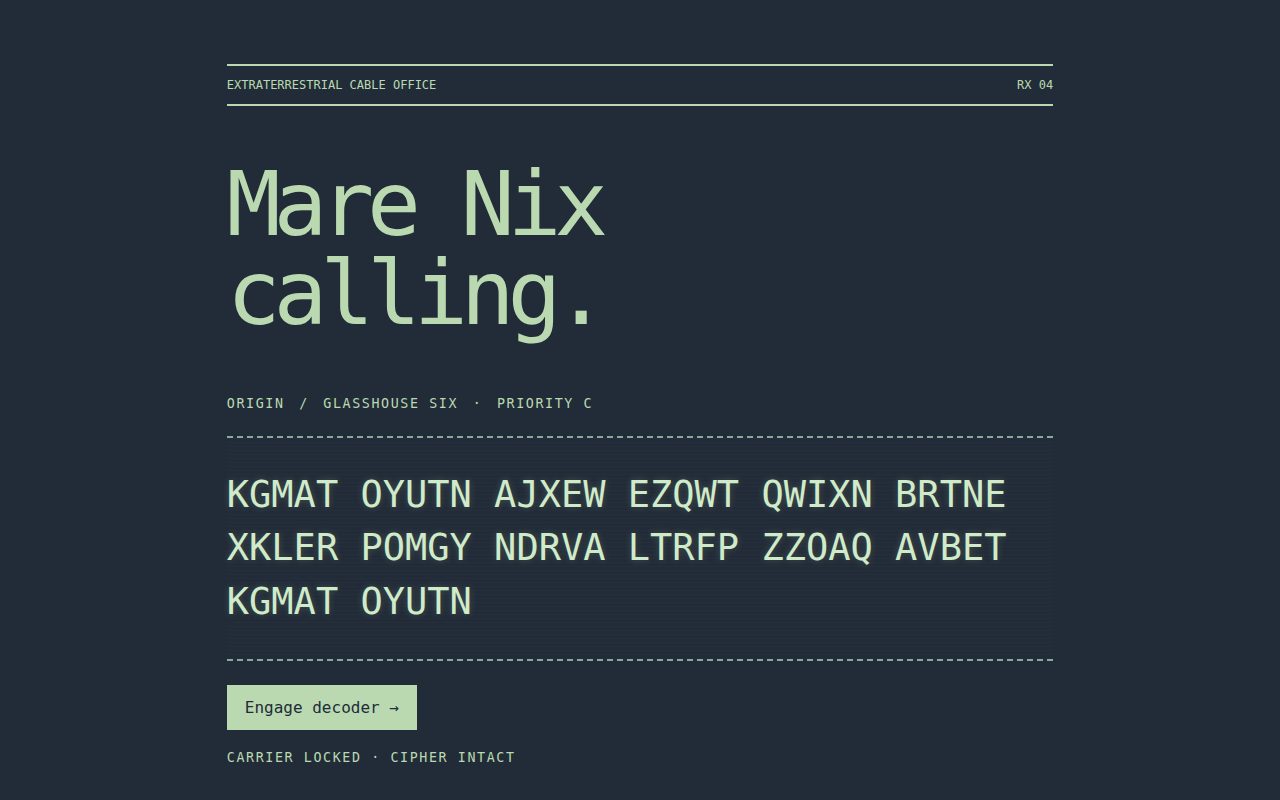 EXTRATERRESTRIAL CABLE OFFICE RX 04
Mare Nix
calling.
ORIGIN / GLASSHOUSE SIX · PRIORITY C
KGMAT OYUTN AJXEW EZQWT QWIXN BRTNE
XKLER POMGY NDRVA LTRFP ZZOAQ AVBET
KGMAT OYUTN
Engage decoder →
CARRIER LOCKED · CIPHER INTACT